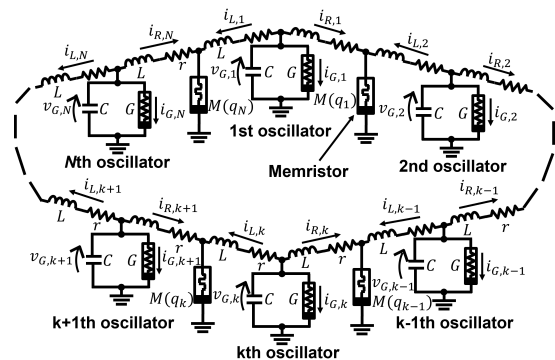 i_{L,N} i_{R,N} i_{L,1} i_{R,1} i_{L,2} i_{R,2}
L L r
v_{G,N} C G i_{G,N} M(q_N) v_{G,1} C G i_{G,1} M(q_1) v_{G,2} C G i_{G,2}
Nth oscillator 1st oscillator 2nd oscillator
Memristor
i_{L,k+1} i_{R,k+1} i_{L,k} i_{R,k} i_{L,k-1} i_{R,k-1}
L r L r L r L r
v_{G,k+1} C G i_{G,k+1} M(q_k) v_{G,k} C G i_{G,k} v_{G,k-1} M(q_{k-1}) C G i_{G,k-1}
k+1th oscillator kth oscillator k-1th oscillator